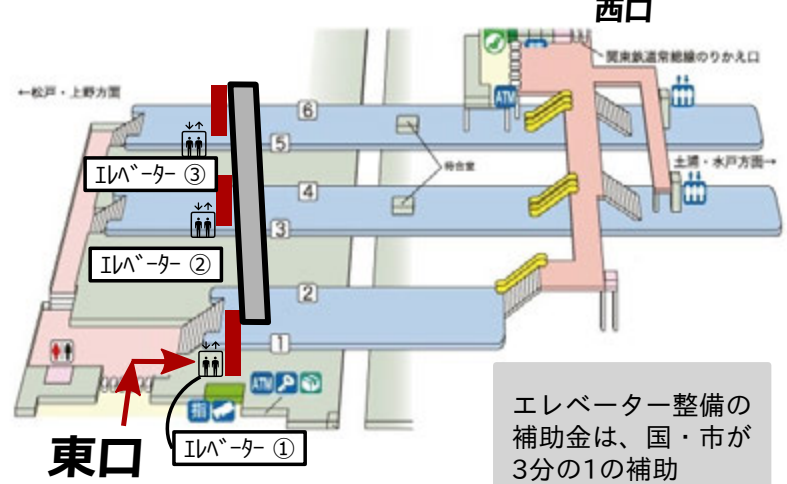 西口
関東鉄道常総線のりかえ口
ATM
←松戸・上野方面
6
5
ｴﾚﾍﾞｰﾀｰ ③
待合室
土浦・水戸方面→
4
3
ｴﾚﾍﾞｰﾀｰ ②
2
1
ATM
指
東口
ｴﾚﾍﾞｰﾀｰ ①
エレベーター整備の
補助金は、国・市が
3分の1の補助